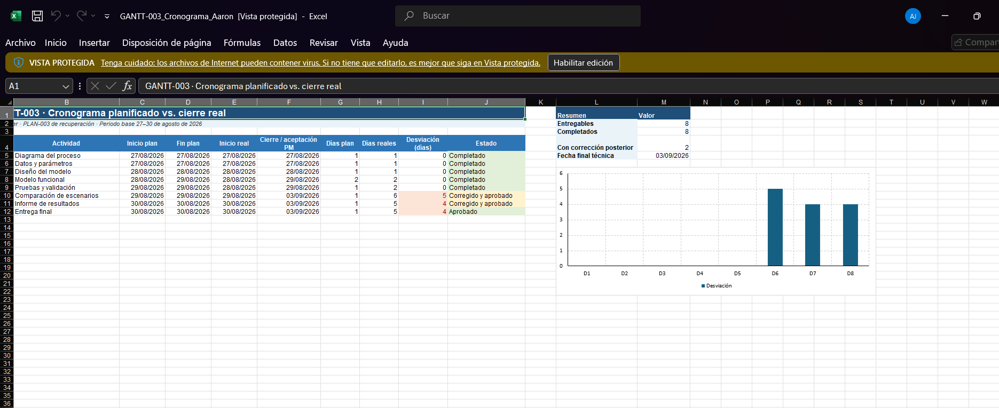 GANTT-003_Cronograma_Aaron [Vista protegida] - Excel
Buscar
AJ
Archivo Inicio Insertar Disposición de página Fórmulas Datos Revisar Vista Ayuda
VISTA PROTEGIDA Tenga cuidado: los archivos de Internet pueden contener virus. Si no tiene que editarlo, es mejor que siga en Vista protegida. Habilitar edición
A1 fx GANTT-003 · Cronograma planificado vs. cierre real
B C D E F G H I J K L M N O P Q R S T U V W
1 T-003 · Cronograma planificado vs. cierre real Resumen Valor
2 er · PLAN-003 de recuperación · Periodo base 27–30 de agosto de 2026 Entregables 8
3 Completados 8
4 Actividad Inicio plan Fin plan Inicio real Cierre / aceptación PM Días plan Días reales Desviación (días) Estado Con corrección posterior 2
5 Diagrama del proceso 27/08/2026 27/08/2026 27/08/2026 27/08/2026 1 1 0 Completado Fecha final técnica 03/09/2026
6 Datos y parámetros 27/08/2026 27/08/2026 27/08/2026 27/08/2026 1 1 0 Completado
7 Diseño del modelo 28/08/2026 28/08/2026 28/08/2026 28/08/2026 1 1 0 Completado
8 Modelo funcional 28/08/2026 29/08/2026 28/08/2026 29/08/2026 2 2 0 Completado
9 Pruebas y validación 29/08/2026 29/08/2026 28/08/2026 29/08/2026 1 2 0 Completado
10 Comparación de escenarios 29/08/2026 29/08/2026 29/08/2026 03/09/2026 1 6 5 Corregido y aprobado
11 Informe de resultados 30/08/2026 30/08/2026 30/08/2026 03/09/2026 1 5 4 Corregido y aprobado
12 Entrega final 30/08/2026 30/08/2026 30/08/2026 03/09/2026 1 5 4 Aprobado
13
14
15
16
17
18
19
20
21
22
23
24
25
26
27
28
29
30
31
32
33
34
35
36
6
5
4
3
2
1
0
D1 D2 D3 D4 D5 D6 D7 D8
Desviación